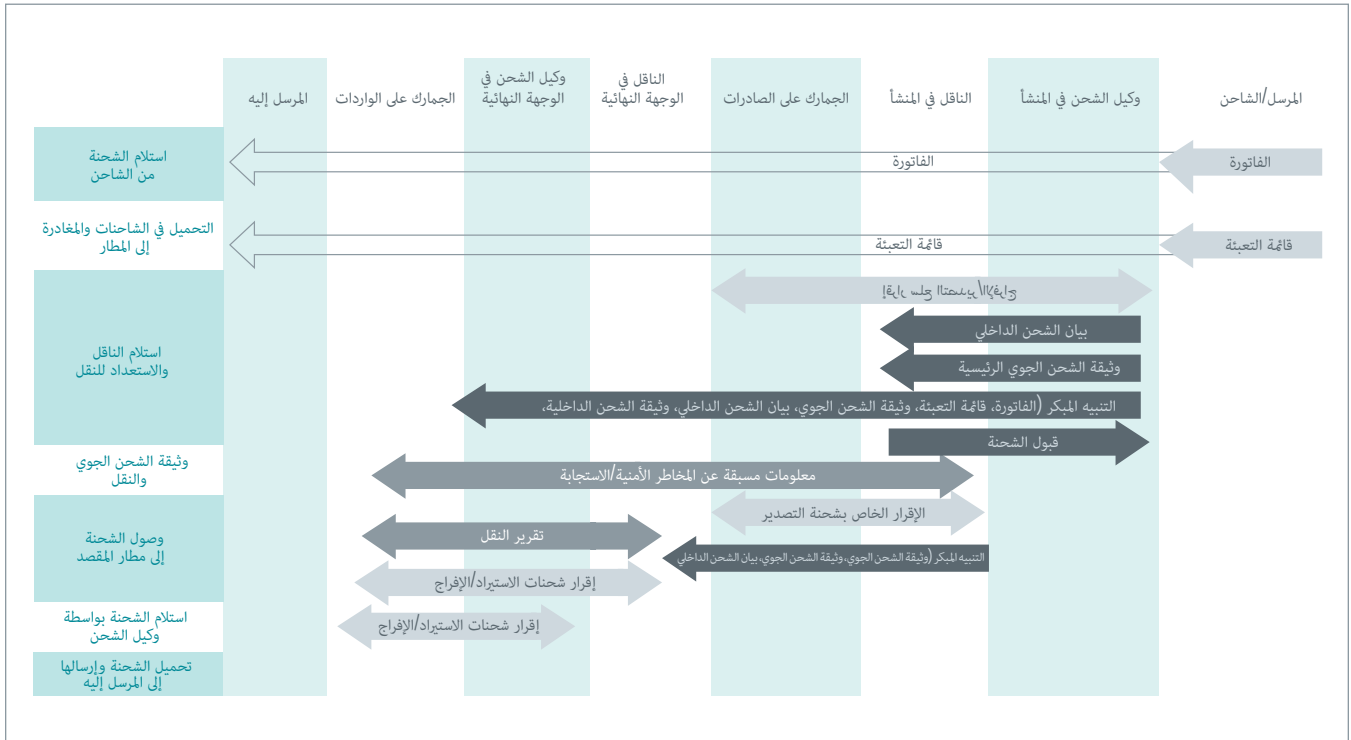 المرسل/الشاحن
وكيل الشحن في المنشأ
الناقل في المنشأ
الجمارك على الصادرات
الناقل في
الوجهة النهائية
وكيل الشحن في
الوجهة النهائية
الجمارك على الواردات
المرسل إليه
استلام الشحنة
من الشاحن
الفاتورة
الفاتورة
التحميل في الشاحنات والمغادرة
إلى المطار
قائمة التعبئة
قائمة التعبئة
استلام الناقل
والاستعداد للنقل
إقرار سلع التصدير/الإفراج
بيان الشحن الداخلي
وثيقة الشحن الجوي الرئيسية
التنبيه المبكر (الفاتورة، قائمة التعبئة، وثيقة الشحن الجوي، بيان الشحن الداخلي، وثيقة الشحن الداخلية،
قبول الشحنة
وثيقة الشحن الجوي
والنقل
معلومات مسبقة عن المخاطر الأمنية/الاستجابة
وصول الشحنة
إلى مطار المقصد
الإقرار الخاص بشحنة التصدير
تقرير النقل
التنبيه المبكر (وثيقة الشحن الجوي، وثيقة الشحن الجوي، بيان الشحن الداخلي
إقرار شحنات الاستيراد/الإفراج
استلام الشحنة بواسطة
وكيل الشحن
إقرار شحنات الاستيراد/الإفراج
تحميل الشحنة وإرسالها
إلى المرسل إليه